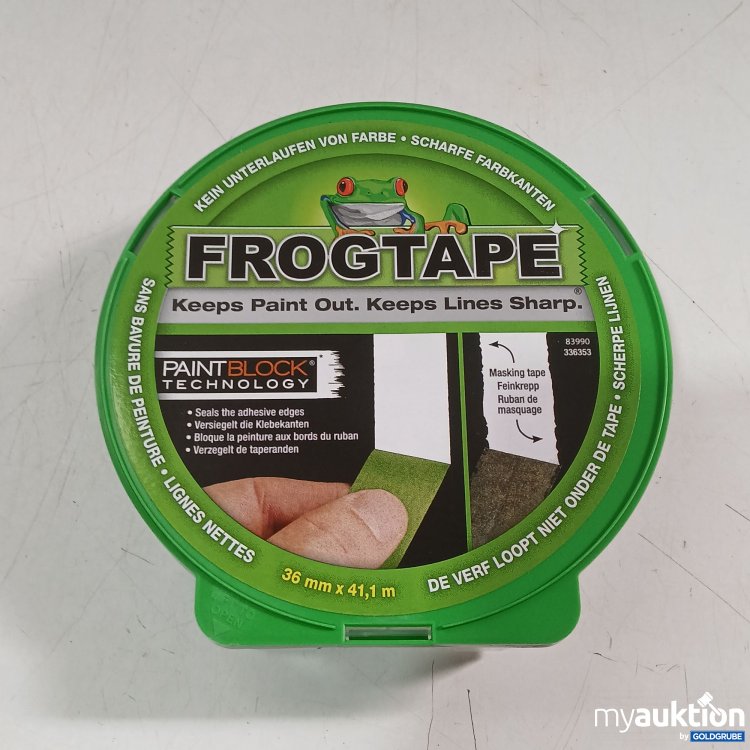 KEIN UNTERLAUFEN VON FARBE • SCHARFE FARBKANTEN
FROGTAPE
Keeps Paint Out. Keeps Lines Sharp.®
SANS BAVURE DE PEINTURE • LIGNES NETTES
PAINTBLOCK®
TECHNOLOGY
• Seals the adhesive edges
• Versiegelt die Klebekanten
• Bloque la peinture aux bords du ruban
• Verzegelt de taperanden
83990
336353
Masking tape
Feinkrepp
Ruban de
masquage
DE VERF LOOPT NIET ONDER DE TAPE • SCHERPE LIJNEN
36 mm x 41,1 m
OPEN
myauktion
by GOLDGRUBE